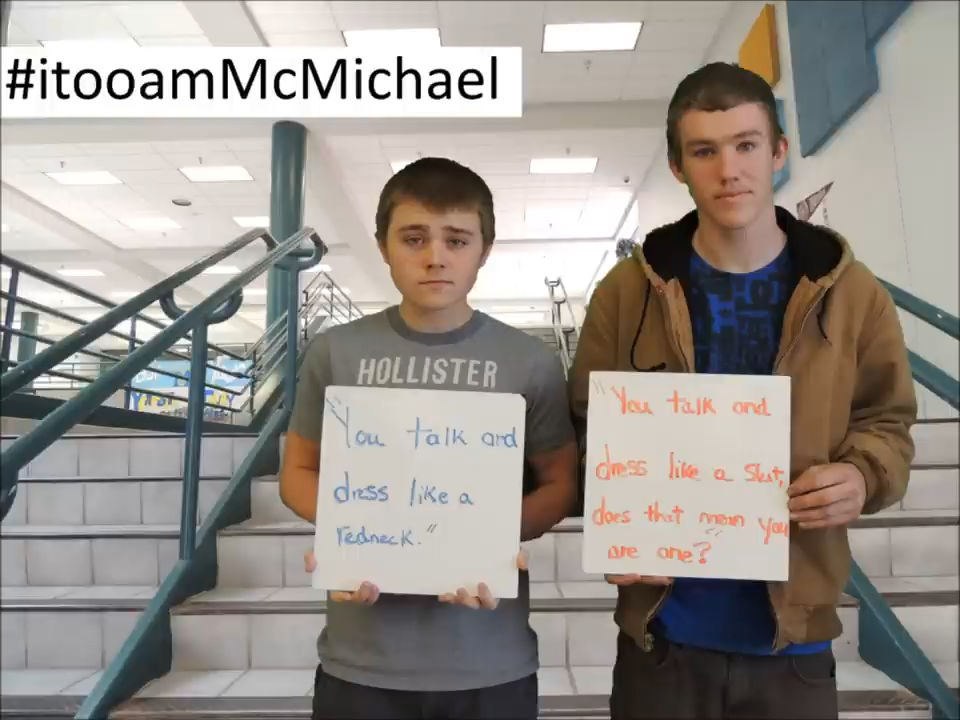 #itooamMcMichael
HOLLISTER
"You talk and
dress like a
redneck."
"You talk and
dress like a slut,
does that mean you
are one?"